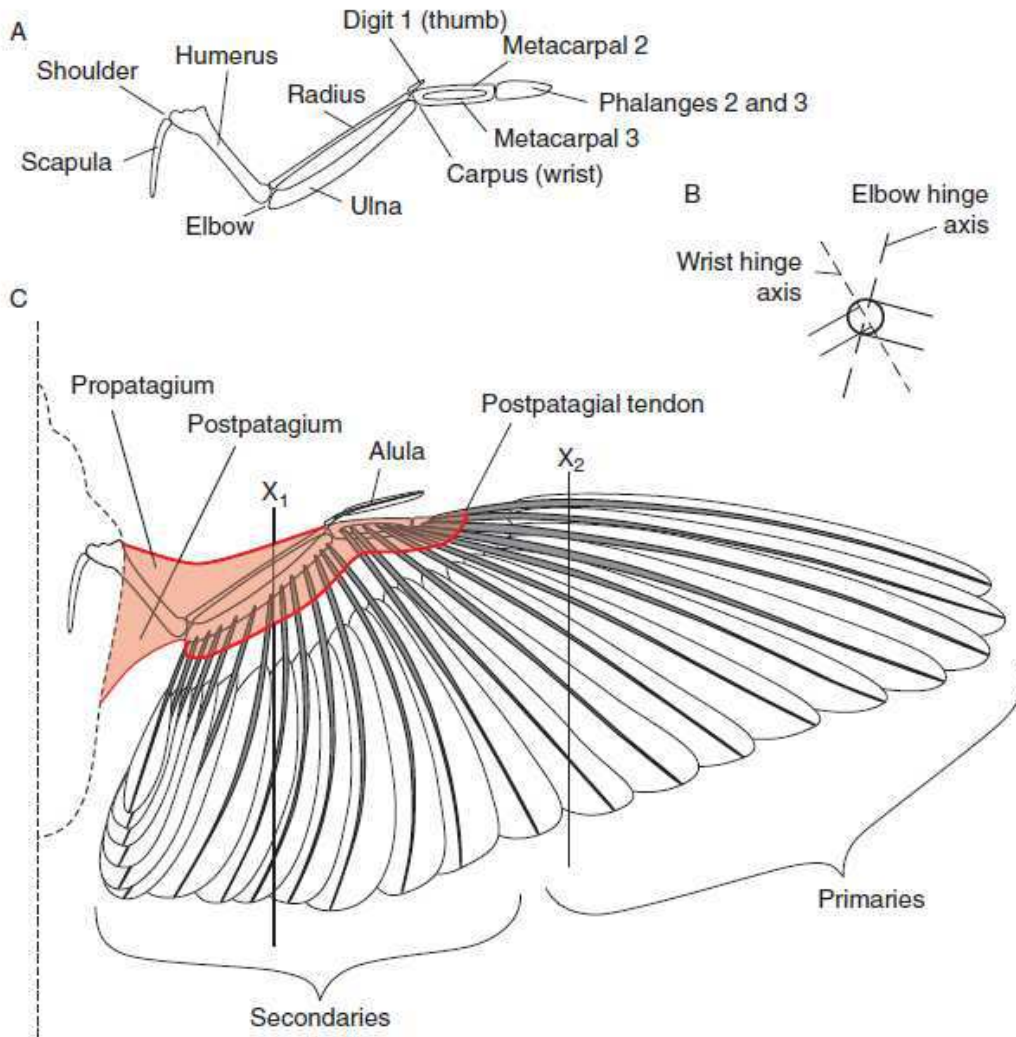 A
Digit 1 (thumb)
Metacarpal 2
Humerus
Shoulder
Radius
Phalanges 2 and 3
Metacarpal 3
Scapula
Carpus (wrist)
Ulna
Elbow
B
Elbow hinge
axis
Wrist hinge
axis
C
Propatagium
Postpatagium
Postpatagial tendon
Alula
X1
X2
Primaries
Secondaries